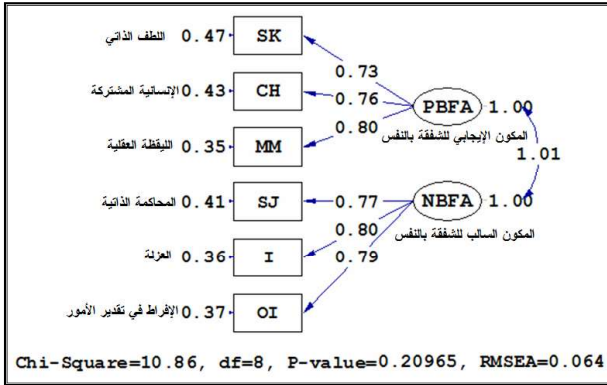 اللطف الذاتي 0.47 SK
0.73
الإنسانية المشتركة 0.43 CH
0.76
PBFA 1.00
0.80
المكون الإيجابي للشفقة بالنفس
الليقظة العقلية 0.35 MM
1.01
المحاكمة الذاتية 0.41 SJ
0.77
NBFA 1.00
0.80
المكون السالب للشفقة بالنفس
العزلة 0.36 I
0.79
الإفراط في تقدير الأمور 0.37 OI
Chi-Square=10.86, df=8, P-value=0.20965, RMSEA=0.064